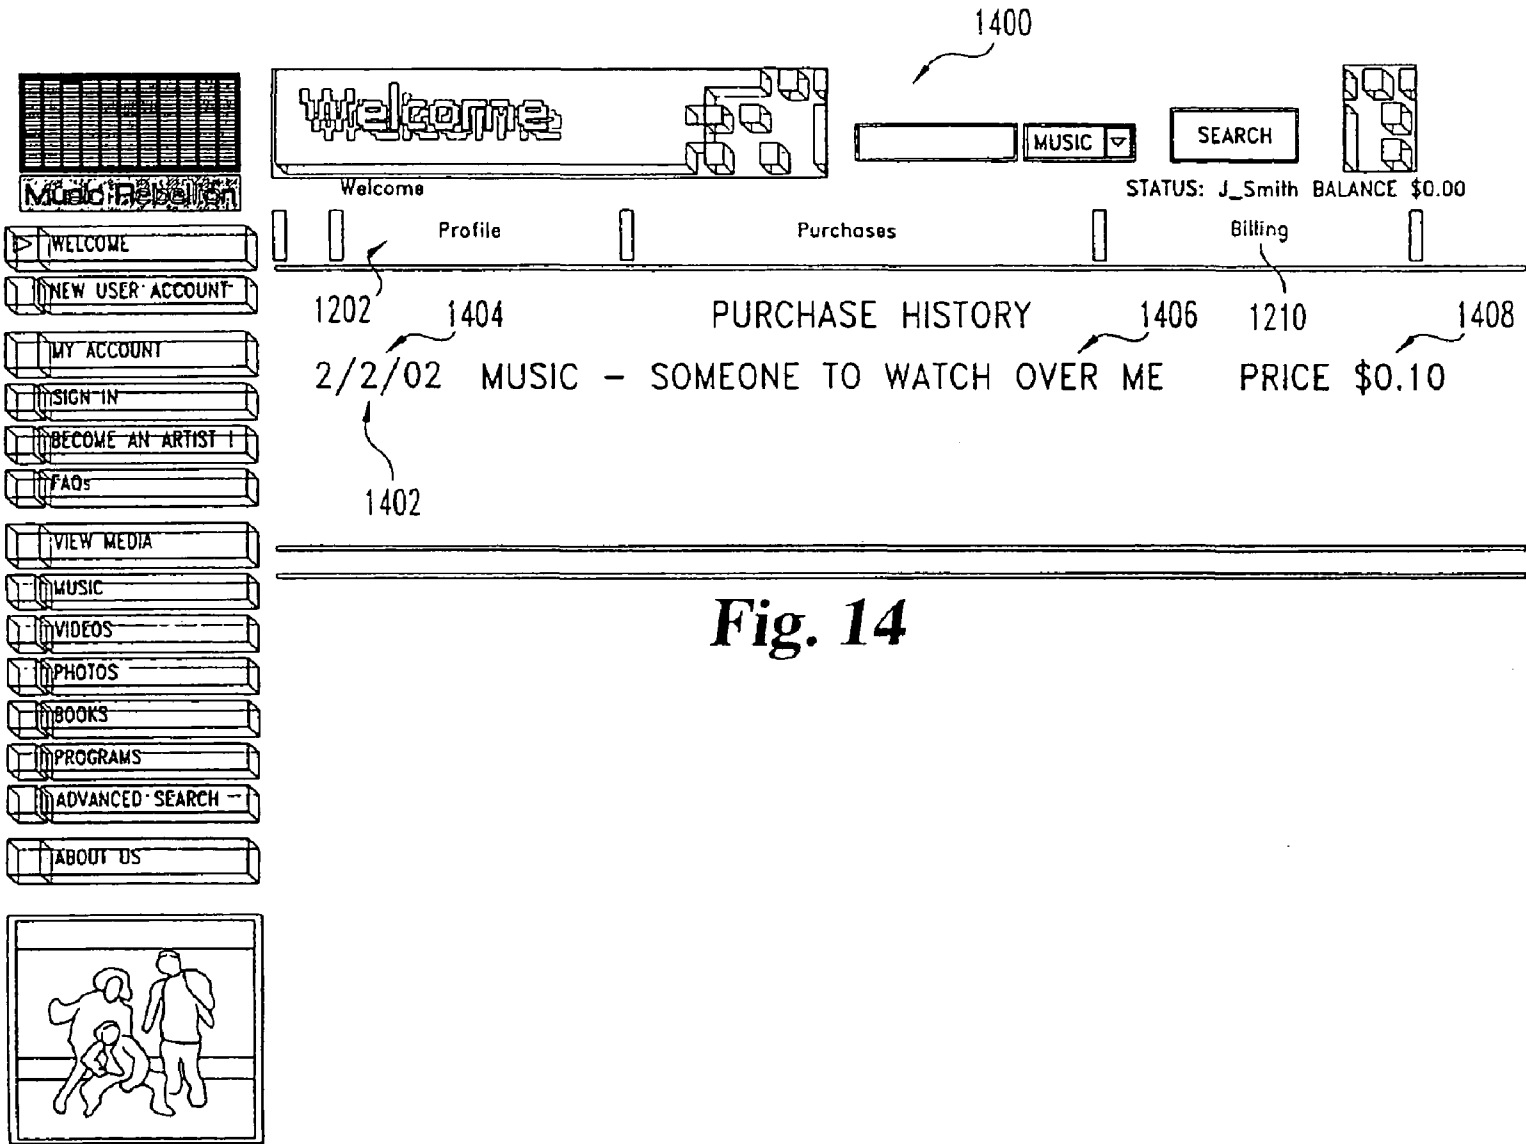 1400
Welcome
MUSIC
SEARCH
Music Rebellion
Welcome
STATUS: J_Smith BALANCE $0.00
Profile
Purchases
Billing
WELCOME
NEW USER ACCOUNT
MY ACCOUNT
SIGN IN
BECOME AN ARTIST !
FAQs
VIEW MEDIA
MUSIC
VIDEOS
PHOTOS
BOOKS
PROGRAMS
ADVANCED SEARCH
ABOUT US
1202
1404
PURCHASE HISTORY
1406
1210
1408
2/2/02 MUSIC – SOMEONE TO WATCH OVER ME PRICE $0.10
1402
Fig. 14